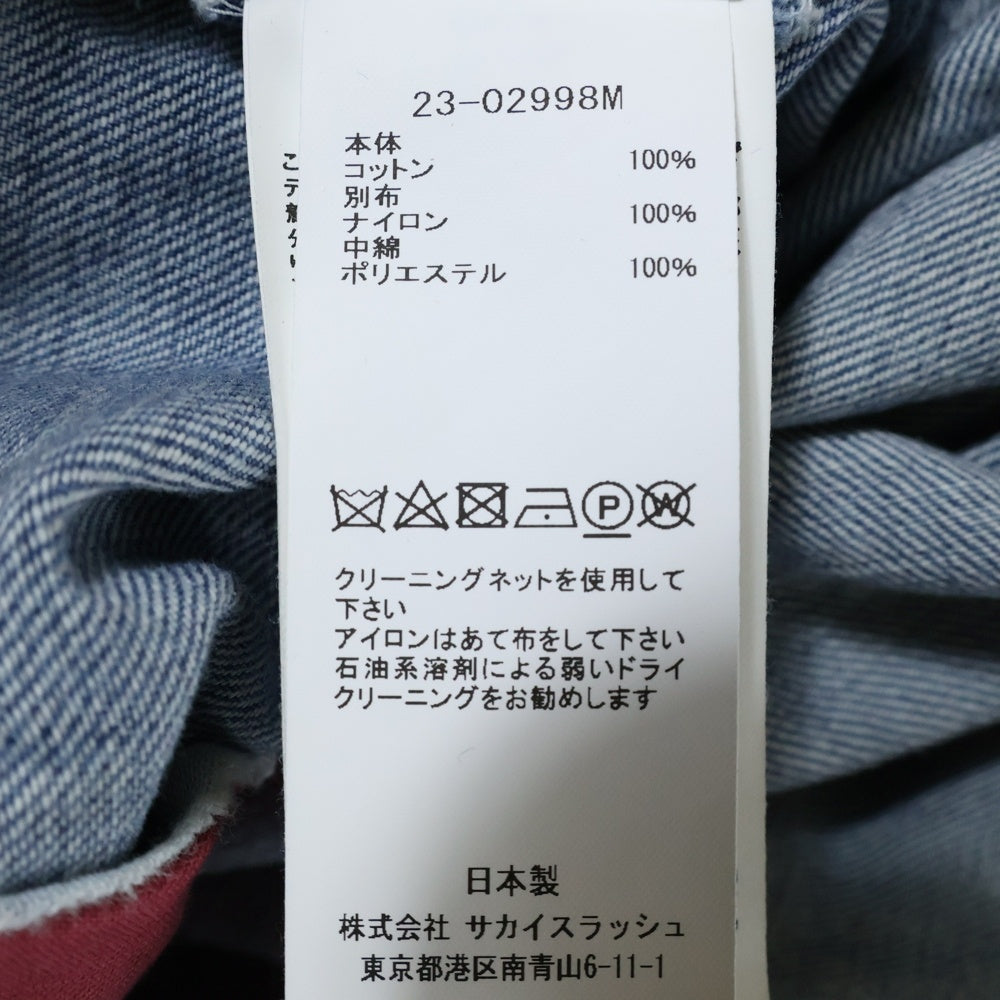 23-02998M
本体
コットン 100%
別布
ナイロン 100%
中綿
ポリエステル 100%
P W
クリーニングネットを使用して
下さい
アイロンはあて布をして下さい
石油系溶剤による弱いドライ
クリーニングをお勧めします
日本製
株式会社 サカイスラッシュ
東京都港区南青山6-11-1